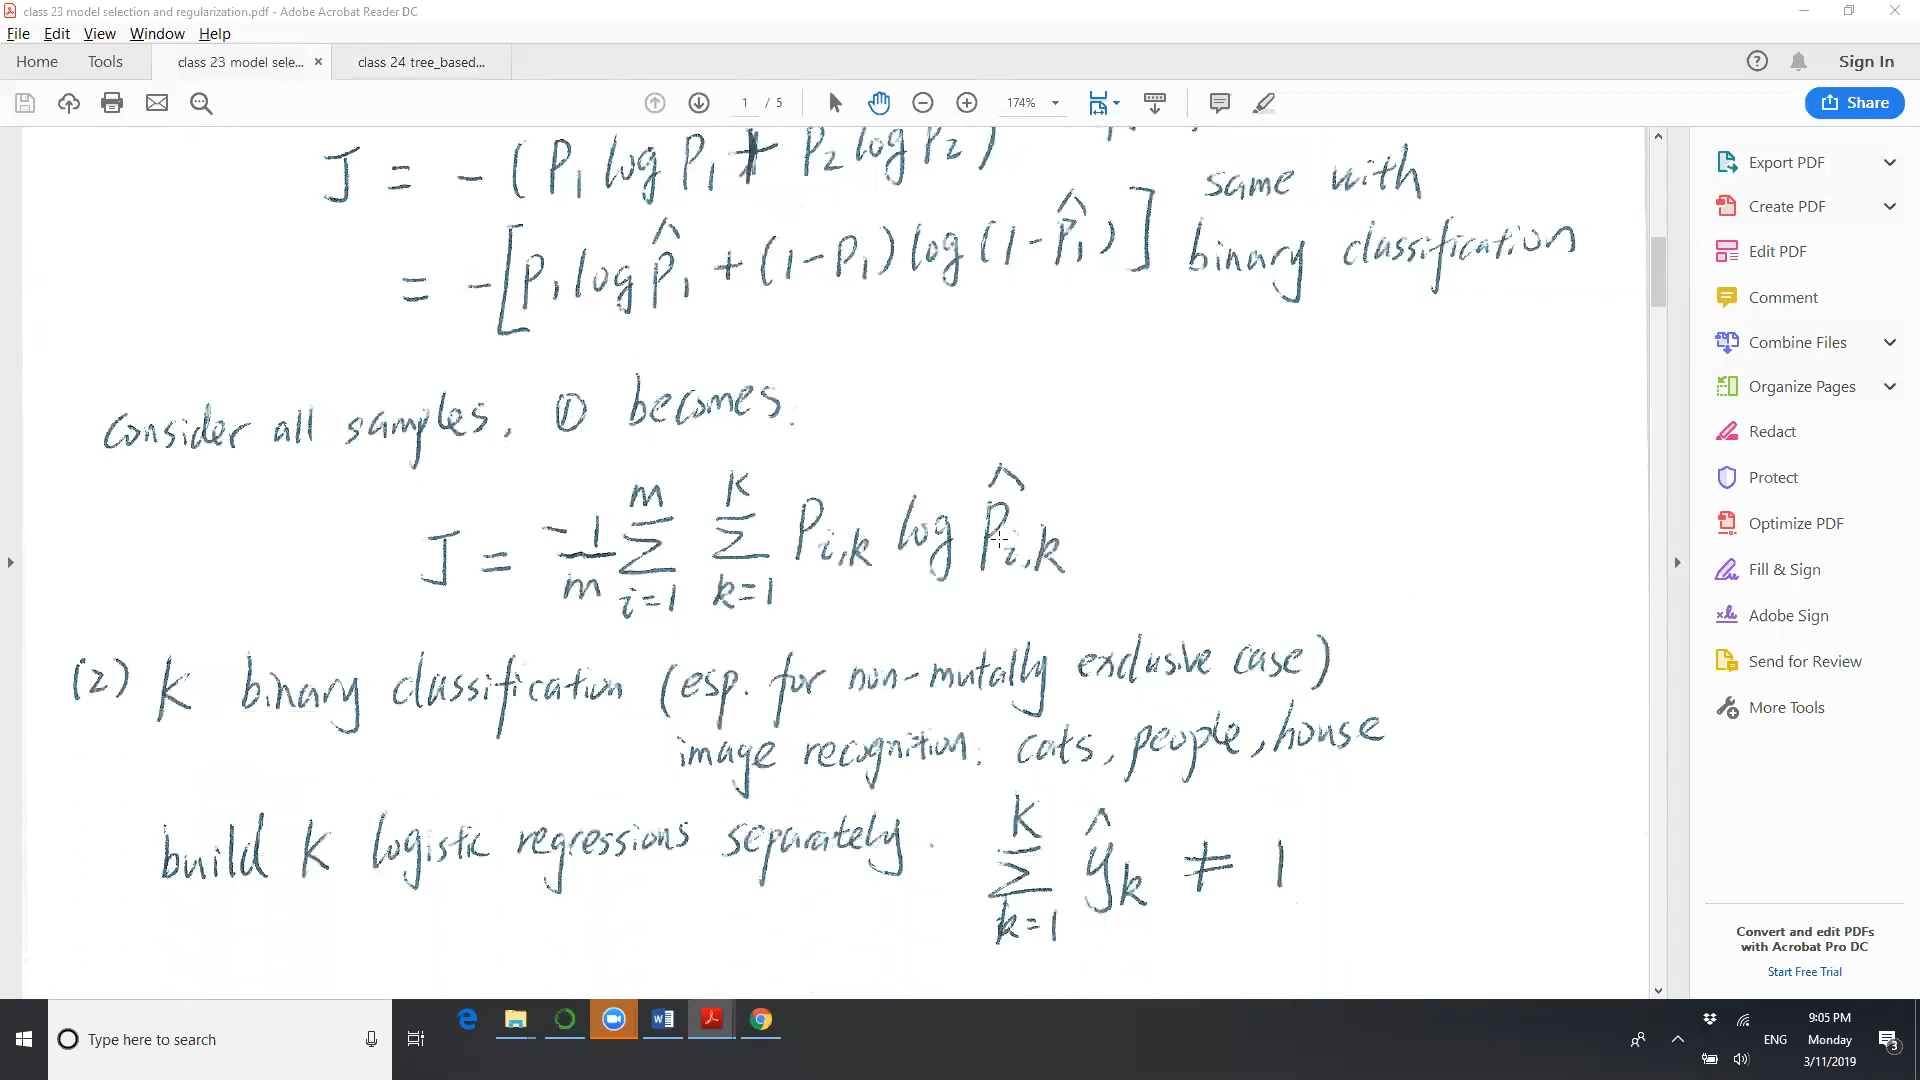 class 23 model selection and regularization.pdf - Adobe Acrobat Reader DC
File Edit View Window Help
Home Tools class 23 model sele... × class 24 tree_based... Sign In
1 / 5 174% Share
J = - (P1 log P1 + P2 log P2)
same with
= -[P1 log P̂1 + (1-P1) log (1-P̂1)] binary classification
Consider all samples, ① becomes.
J = -1/m Σ_{i=1}^{m} Σ_{k=1}^{K} P_{i,k} log P̂_{i,k}
(2) K binary classification (esp. for non-mutally exclusive case)
image recognition: cats, people, house
build K logistic regressions separately. Σ_{k=1}^{K} ŷ_k ≠ 1
Export PDF
Create PDF
Edit PDF
Comment
Combine Files
Organize Pages
Redact
Protect
Optimize PDF
Fill & Sign
Adobe Sign
Send for Review
More Tools
Convert and edit PDFs
with Acrobat Pro DC
Start Free Trial
Type here to search
9:05 PM
ENG Monday
3/11/2019
3